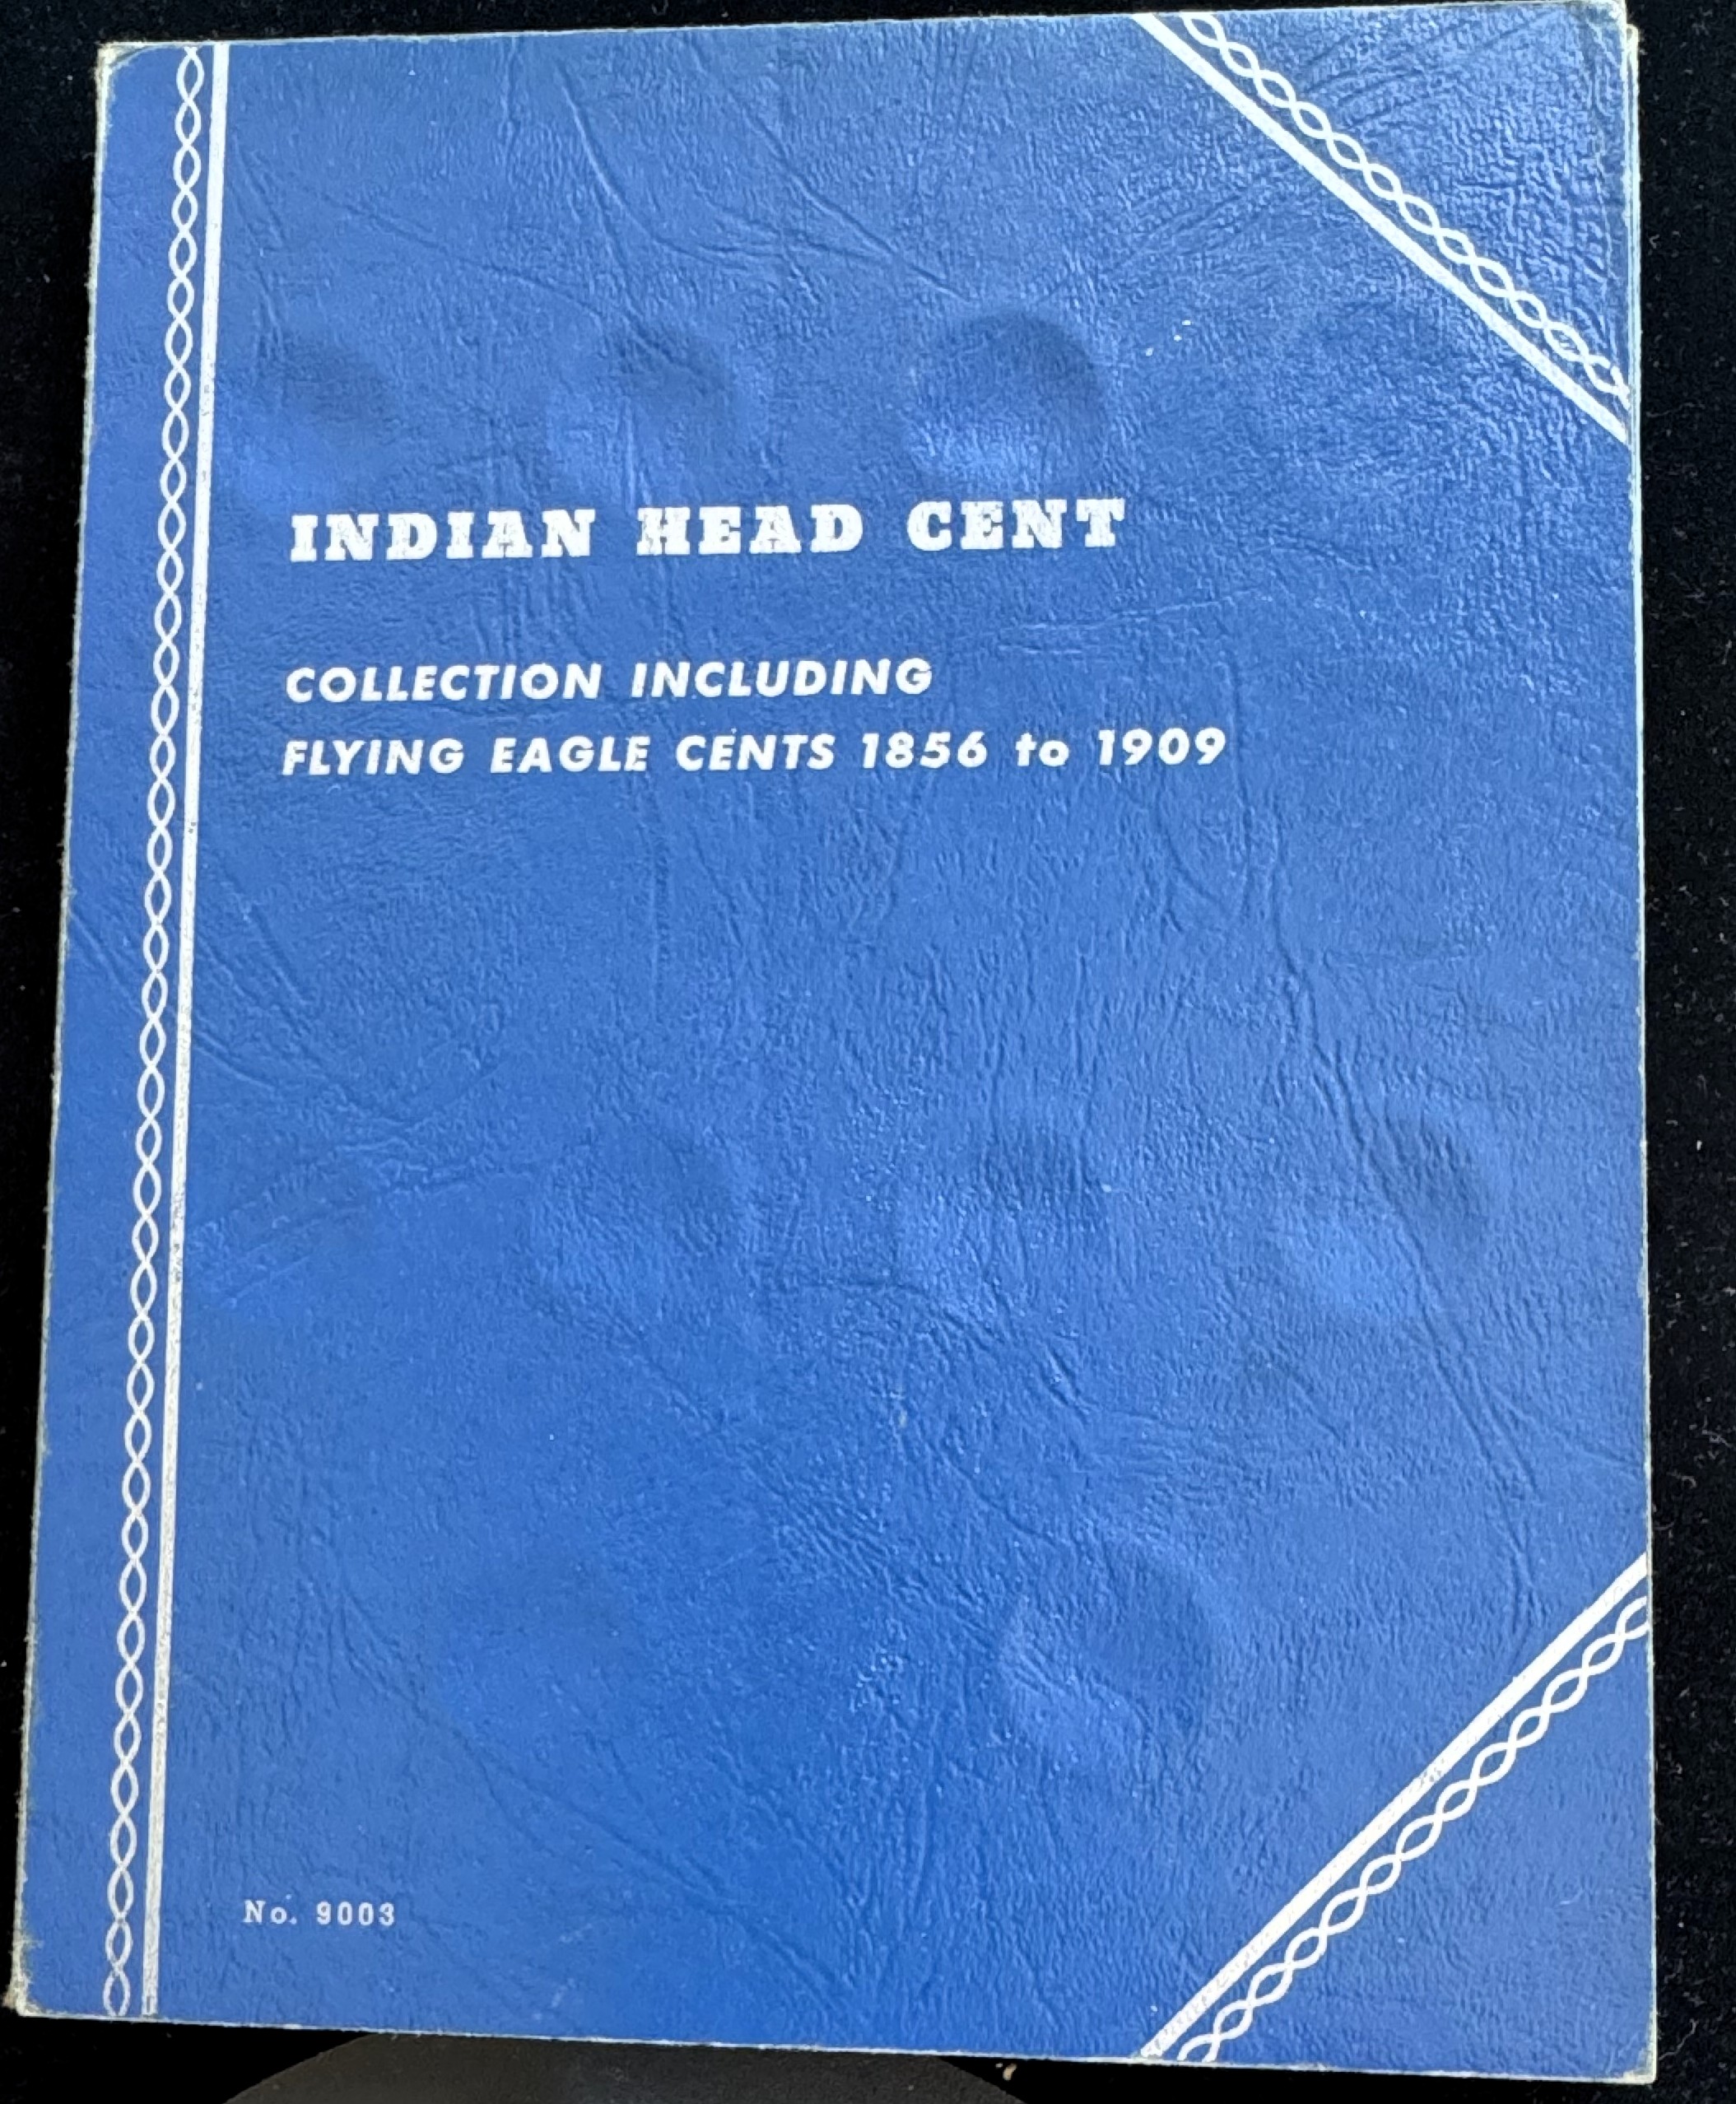 INDIAN HEAD CENT
COLLECTION INCLUDING
FLYING EAGLE CENTS 1856 to 1909
No. 9003